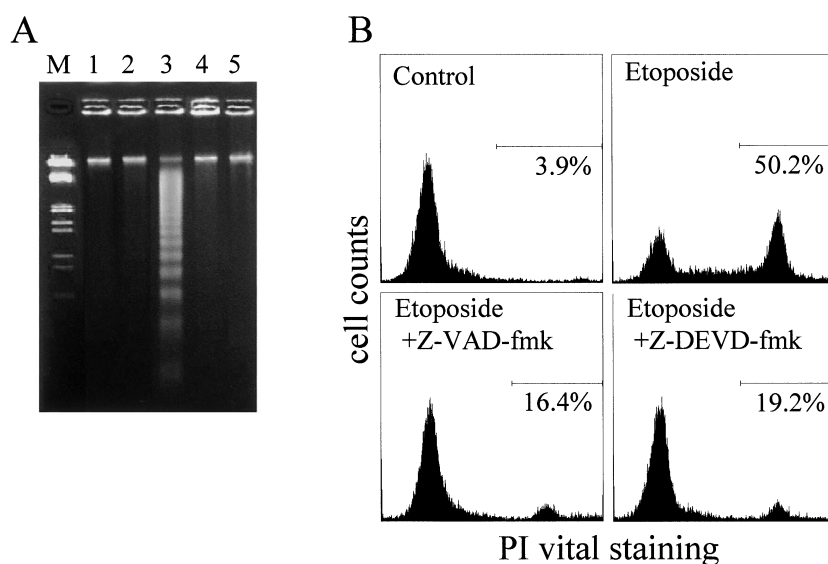 A
M 1 2 3 4 5
B
Control
3.9%
Etoposide
50.2%
Etoposide
+Z-VAD-fmk
16.4%
Etoposide
+Z-DEVD-fmk
19.2%
cell counts
PI vital staining